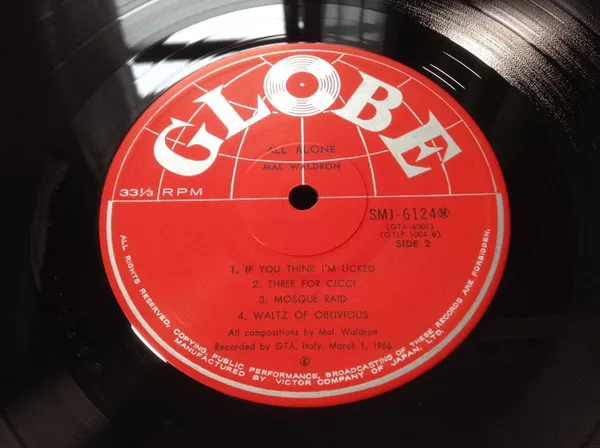 GLOBE
ALL ALONE
MAL WALDRON
33⅓ RPM
SMJ-6124Ⓜ
(GTA-6001)
(GTLP-1004-B)
SIDE 2
1. IF YOU THINK I'M LICKED
2. THREE FOR CICCI
3. MOSQUE RAID
4. WALTZ OF OBLIVIOUS
All compositions by Mal Waldron
Recorded by GTA, Italy. March 1, 1966
ALL RIGHTS RESERVED, COPYING, PUBLIC PERFORMANCE, BROADCASTING OF THESE RECORDS ARE FORBIDDEN.
MANUFACTURED BY VICTOR COMPANY OF JAPAN, LTD.